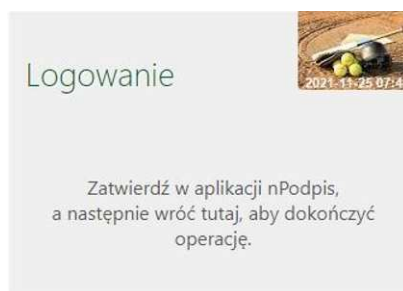 Logowanie
2021-11-25 07:4
Zatwierdź w aplikacji nPodpis,
a następnie wróć tutaj, aby dokończyć
operację.